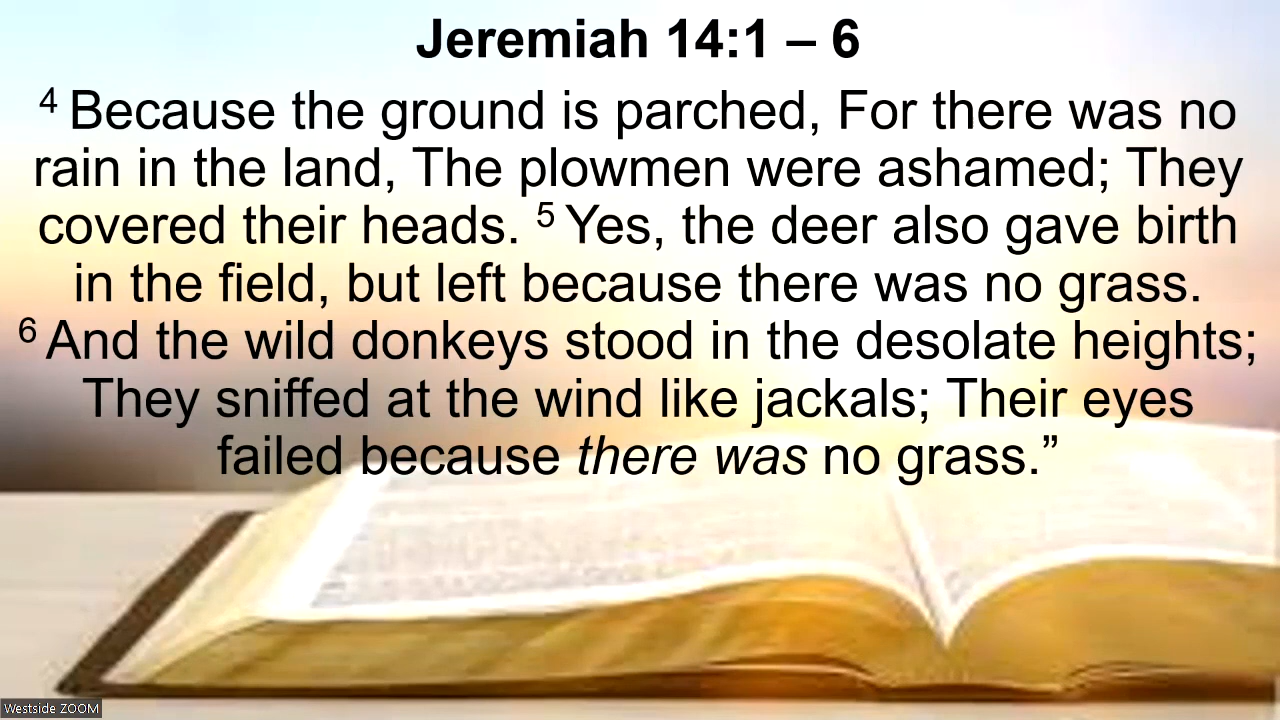 Jeremiah 14:1 – 6
4 Because the ground is parched, For there was no
rain in the land, The plowmen were ashamed; They
covered their heads. 5 Yes, the deer also gave birth
in the field, but left because there was no grass.
6 And the wild donkeys stood in the desolate heights;
They sniffed at the wind like jackals; Their eyes
failed because there was no grass.”
Westside ZOOM